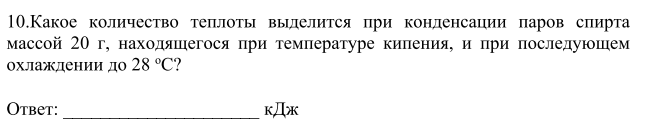 10.Какое количество теплоты выделится при конденсации паров спирта
массой 20 г, находящегося при температуре кипения, и при последующем
охлаждении до 28 °С?
Ответ: _____________________ кДж